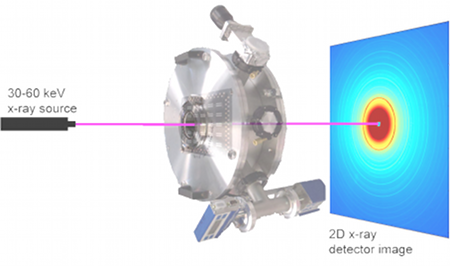 30-60 keV
x-ray source
2D x-ray
detector image